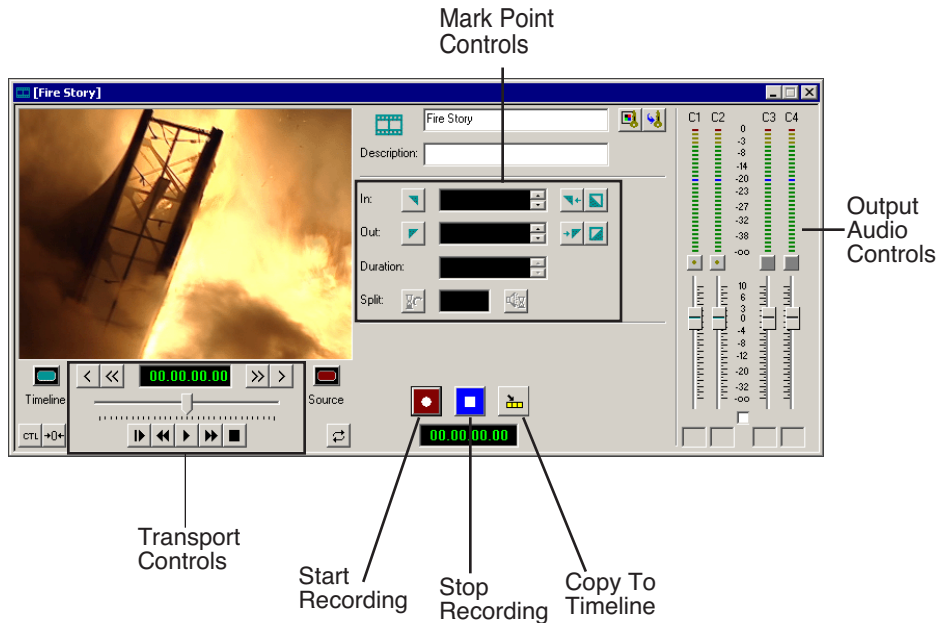 Mark Point
Controls
[Fire Story]
Fire Story
Description:
In:
Out:
Duration:
Split:
C1 C2 C3 C4
0
-3
-8
-14
-20
-23
-27
-32
-38
-oo
Output
Audio
Controls
10
6
3
0
-4
-8
-12
-20
-32
-oo
< << 00.00.00.00 >> >
Timeline
Source
CTL →0←
00.00.00.00
Transport
Controls
Start
Recording
Stop
Recording
Copy To
Timeline